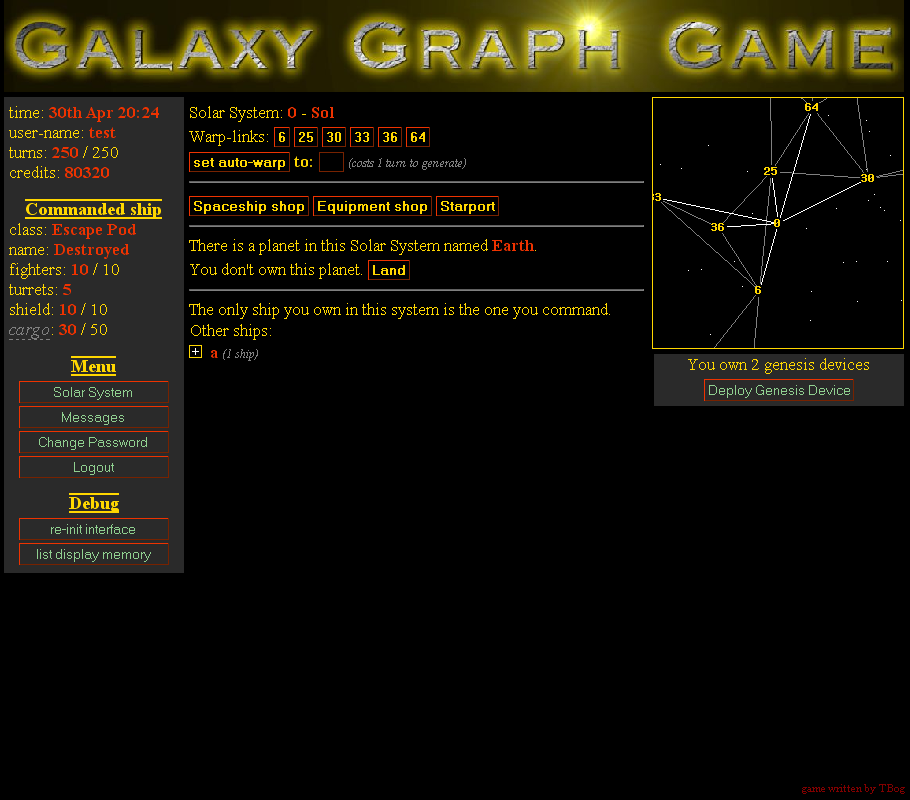 GALAXY GRAPH GAME
time: 30th Apr 20:24
user-name: test
turns: 250 / 250
credits: 80320
Commanded ship
class: Escape Pod
name: Destroyed
fighters: 10 / 10
turrets: 5
shield: 10 / 10
cargo: 30 / 50
Menu
Solar System
Messages
Change Password
Logout
Debug
re-init interface
list display memory
Solar System: 0 - Sol
Warp-links: 6 25 30 33 36 64
set auto-warp to: (costs 1 turn to generate)
Spaceship shop Equipment shop Starport
There is a planet in this Solar System named Earth.
You don't own this planet. Land
The only ship you own in this system is the one you command.
Other ships:
+ a (1 ship)
64
25
30
3
36
0
6
You own 2 genesis devices
Deploy Genesis Device
game written by TBog